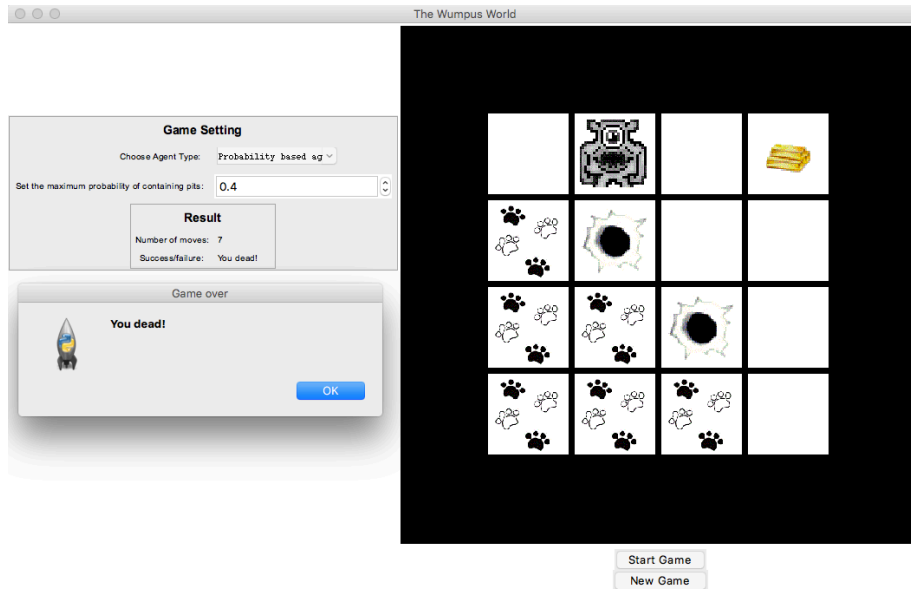 The Wumpus World
Game Setting
Choose Agent Type: Probability based ag
Set the maximum probability of containing pits: 0.4
Result
Number of moves: 7
Success/failure: You dead!
Game over
You dead!
OK
Start Game
New Game